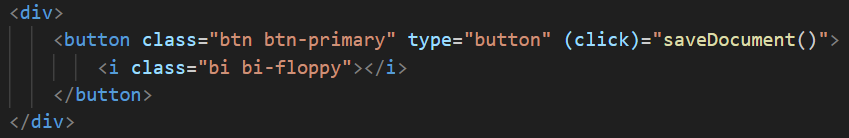 <div>
    <button class="btn btn-primary" type="button" (click)="saveDocument()">
        <i class="bi bi-floppy"></i>
    </button>
</div>